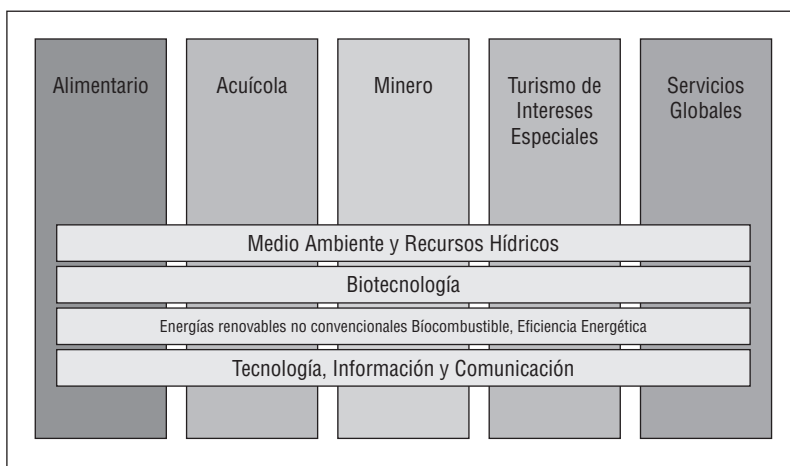 Alimentario
Acuícola
Minero
Turismo de
Intereses
Especiales
Servicios
Globales
Medio Ambiente y Recursos Hídricos
Biotecnología
Energías renovables no convencionales Bíocombustible, Eficiencia Energética
Tecnología, Información y Comunicación